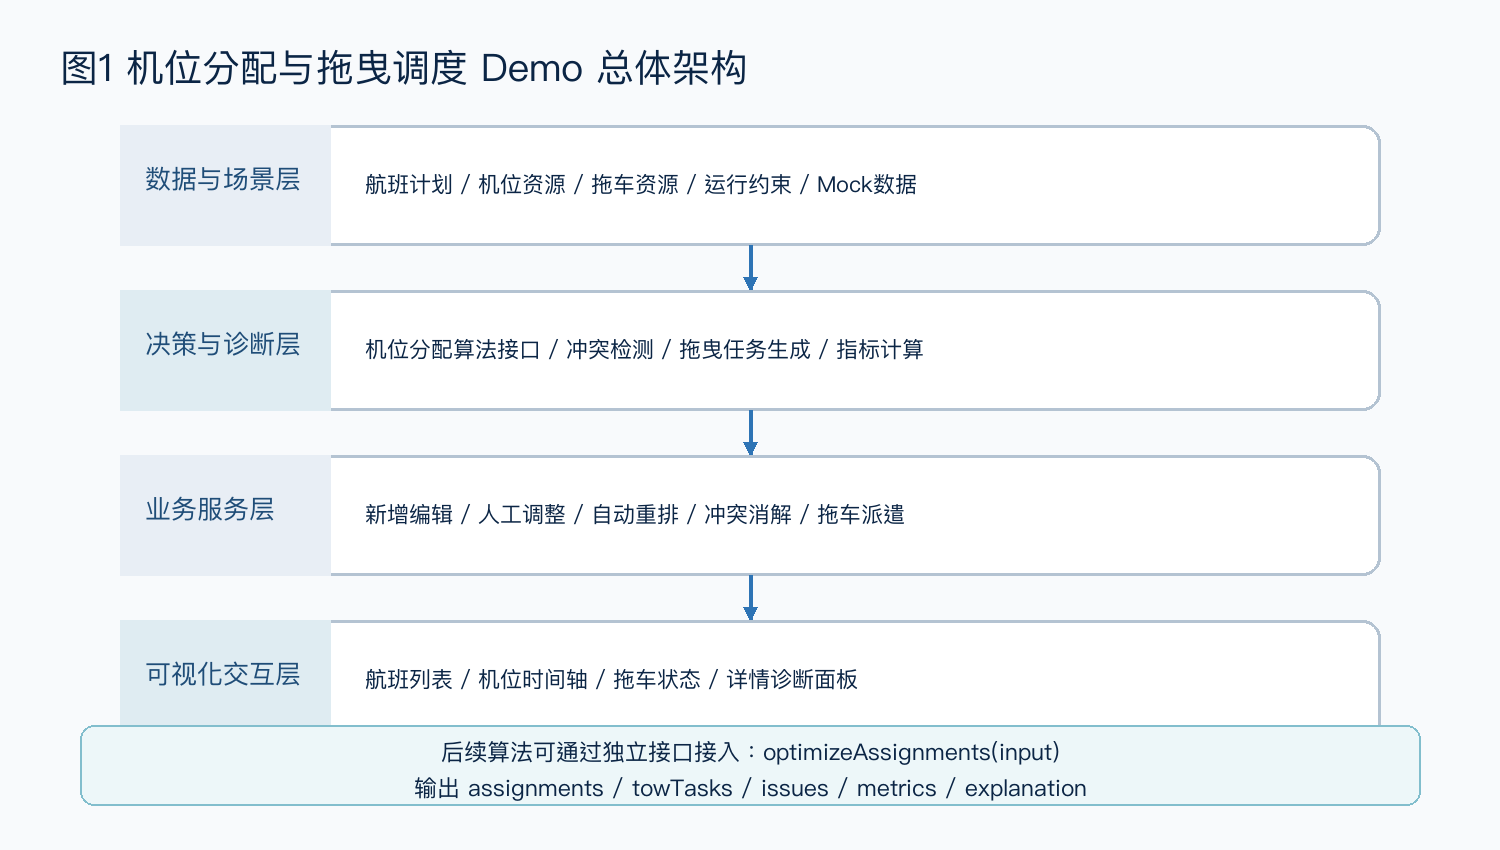 图1 机位分配与拖曳调度 Demo 总体架构
数据与场景层
航班计划 / 机位资源 / 拖车资源 / 运行约束 / Mock数据
决策与诊断层
机位分配算法接口 / 冲突检测 / 拖曳任务生成 / 指标计算
业务服务层
新增编辑 / 人工调整 / 自动重排 / 冲突消解 / 拖车派遣
可视化交互层
航班列表 / 机位时间轴 / 拖车状态 / 详情诊断面板
后续算法可通过独立接口接入：optimizeAssignments(input)
输出 assignments / towTasks / issues / metrics / explanation